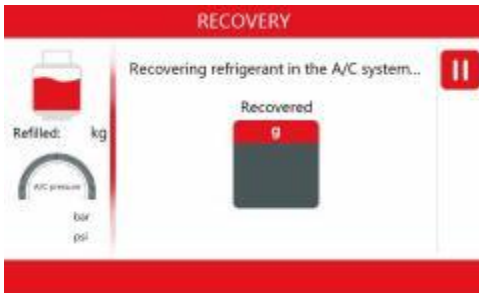 RECOVERY
Recovering refrigerant in the A/C system...
Recovered
g
Refilled: kg
A/C pressure
bar
psi